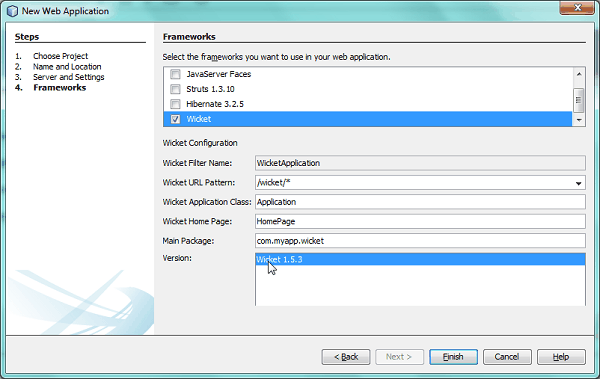 New Web Application
Steps
1. Choose Project
2. Name and Location
3. Server and Settings
4. Frameworks
Frameworks
Select the frameworks you want to use in your web application.
JavaServer Faces
Struts 1.3.10
Hibernate 3.2.5
Wicket
Wicket Configuration
Wicket Filter Name: WicketApplication
Wicket URL Pattern: /wicket/*
Wicket Application Class: Application
Wicket Home Page: HomePage
Main Package: com.myapp.wicket
Version: Wicket 1.5.3
< Back Next > Finish Cancel Help